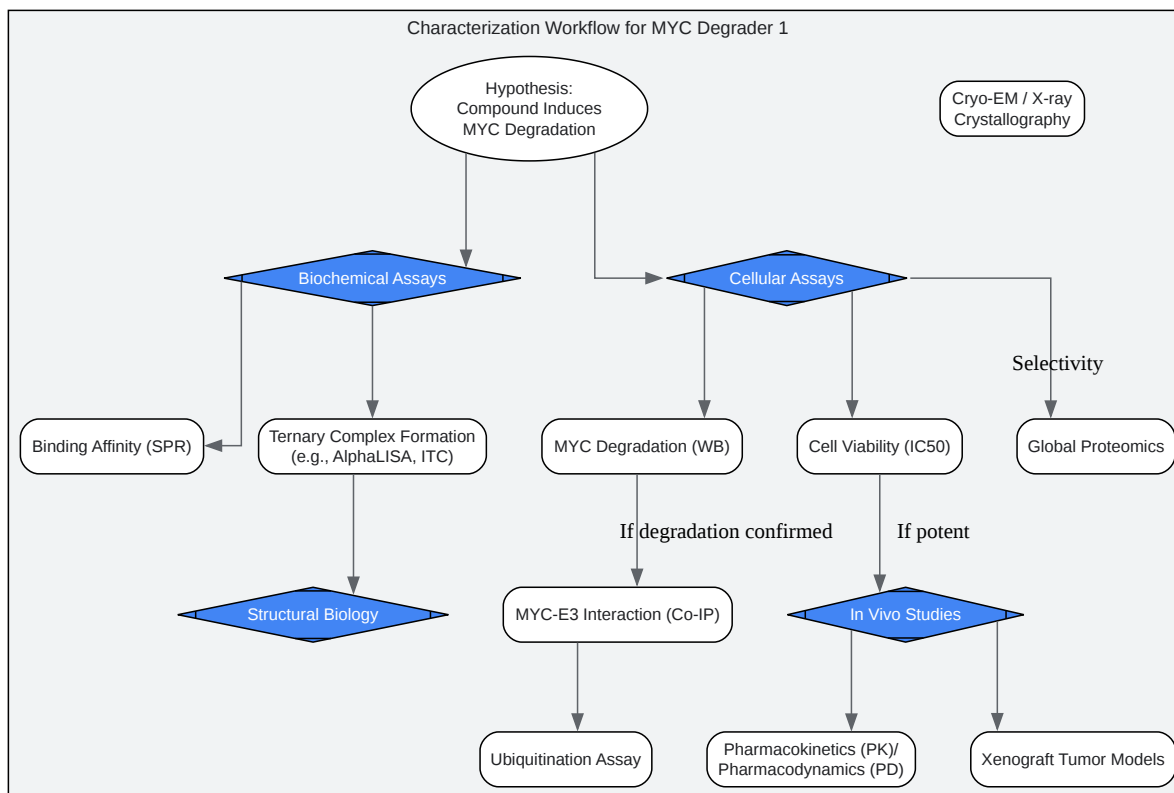 Characterization Workflow for MYC Degrader 1
Hypothesis:
Compound Induces
MYC Degradation
Cryo-EM / X-ray
Crystallography
Biochemical Assays
Cellular Assays
Selectivity
Binding Affinity (SPR)
Ternary Complex Formation
(e.g., AlphaLISA, ITC)
MYC Degradation (WB)
Cell Viability (IC50)
Global Proteomics
If degradation confirmed
If potent
Structural Biology
MYC-E3 Interaction (Co-IP)
In Vivo Studies
Ubiquitination Assay
Pharmacokinetics (PK)/
Pharmacodynamics (PD)
Xenograft Tumor Models